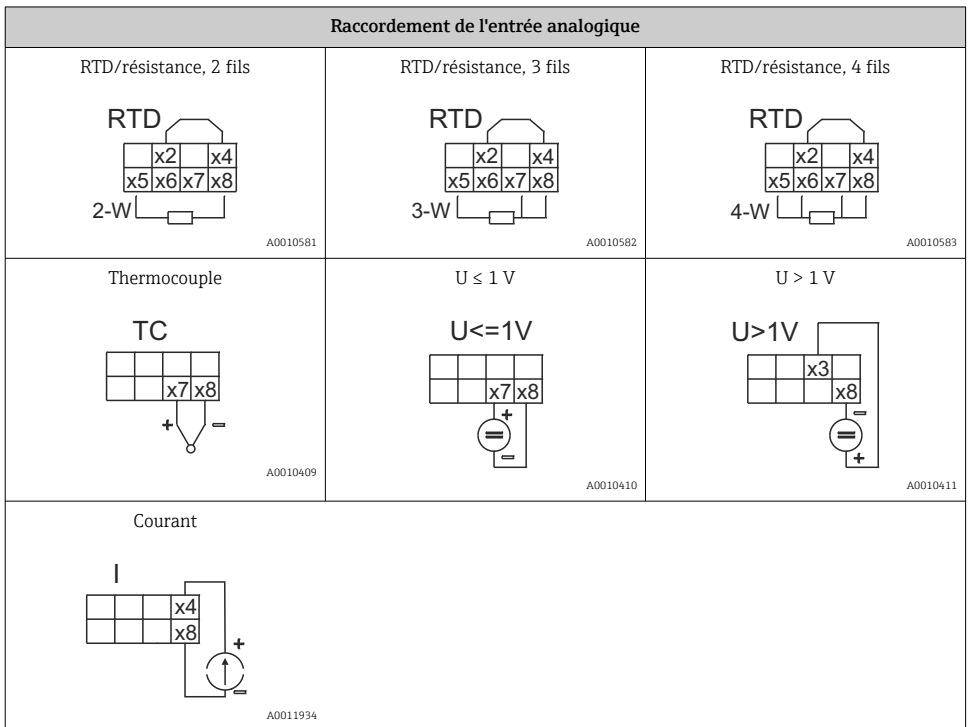 Raccordement de l'entrée analogique
RTD/résistance, 2 fils
RTD/résistance, 3 fils
RTD/résistance, 4 fils
RTD
x2 x4
x5 x6 x7 x8
2-W
A0010581
RTD
x2 x4
x5 x6 x7 x8
3-W
A0010582
RTD
x2 x4
x5 x6 x7 x8
4-W
A0010583
Thermocouple
U ≤ 1 V
U > 1 V
TC
x7 x8
+ −
A0010409
U<=1V
x7 x8
+
=
−
A0010410
U>1V
x3
x8
−
=
+
A0010411
Courant
I
x4
x8
+
−
A0011934